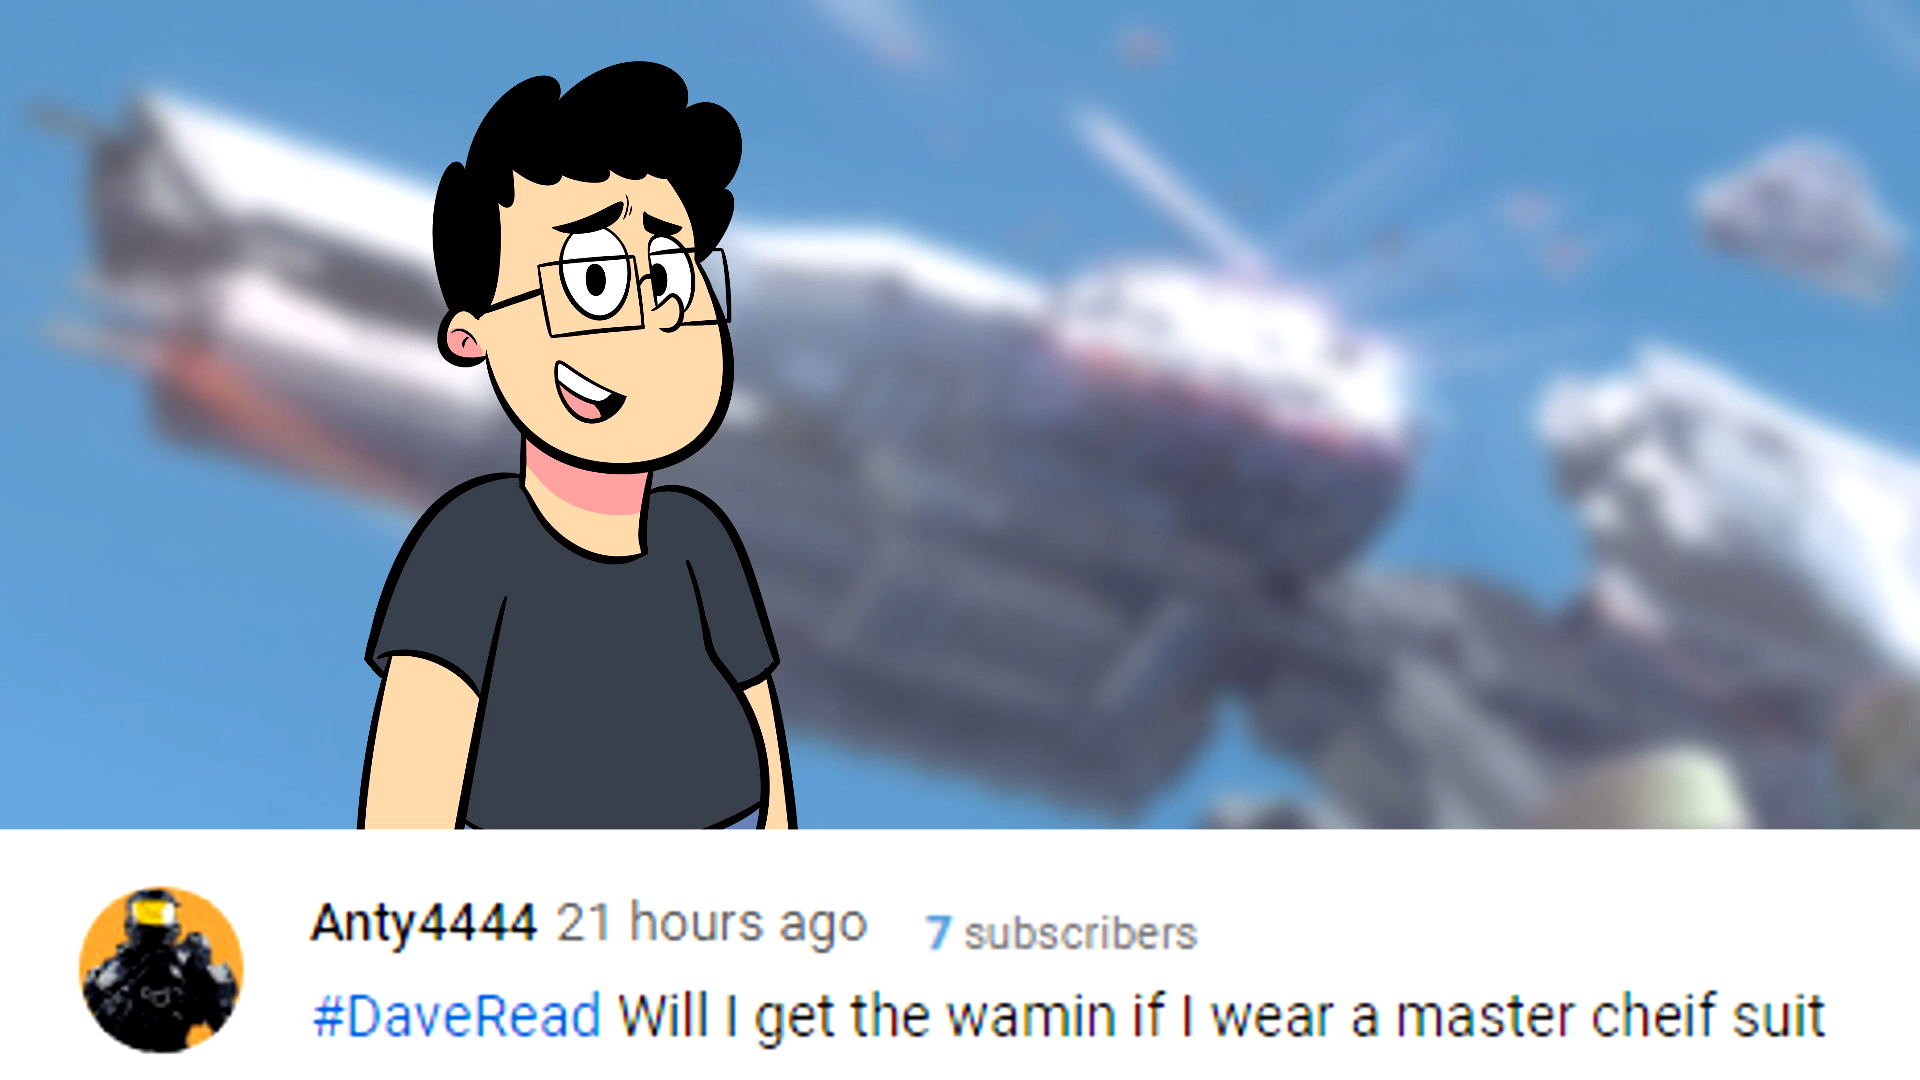 Anty4444 21 hours ago 7 subscribers
#DaveRead Will I get the wamin if I wear a master cheif suit